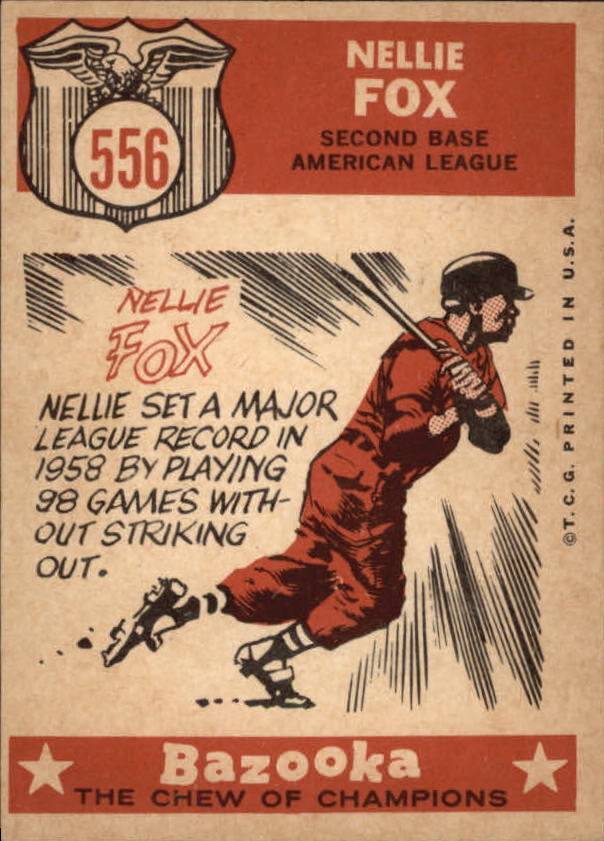 556
NELLIE
FOX
SECOND BASE
AMERICAN LEAGUE
NELLIE
FOX
NELLIE SET A MAJOR
LEAGUE RECORD IN
1958 BY PLAYING
98 GAMES WITH-
OUT STRIKING
OUT.
©T.C.G. PRINTED IN U.S.A.
Bazooka
THE CHEW OF CHAMPIONS